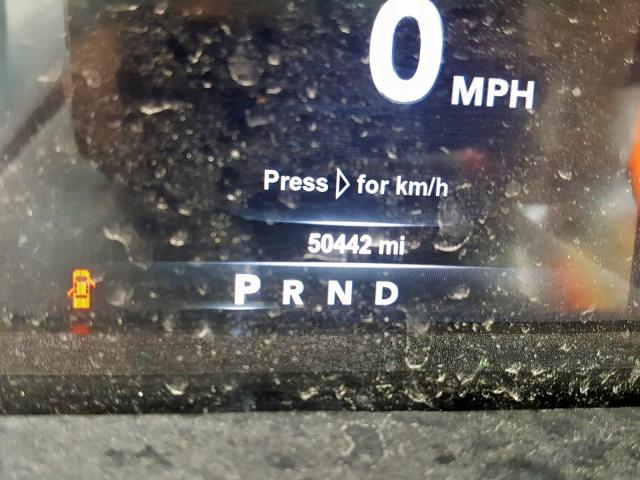 0 MPH
Press ▷ for km/h
50442 mi
P R N D